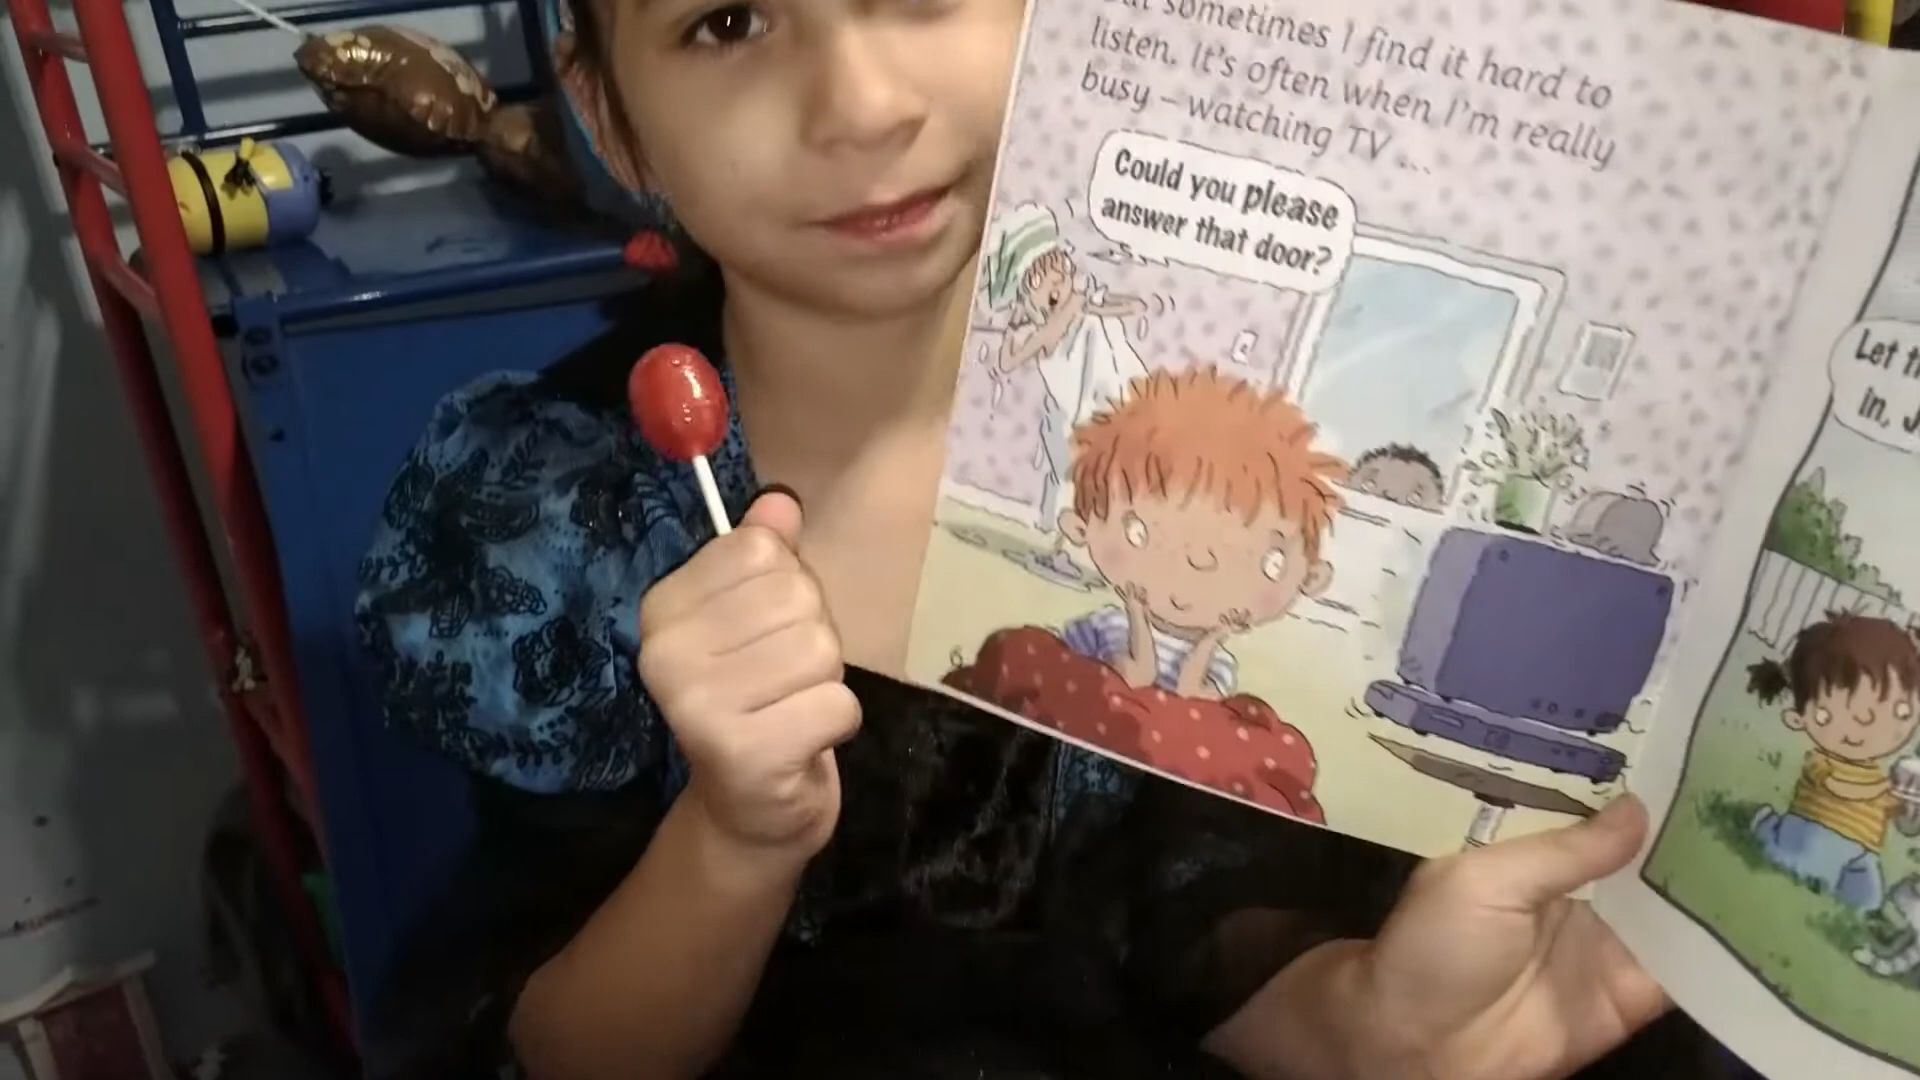 sometimes I find it hard to
listen. It's often when I'm really
busy – watching TV ...
Could you please
answer that door?
Let
in,